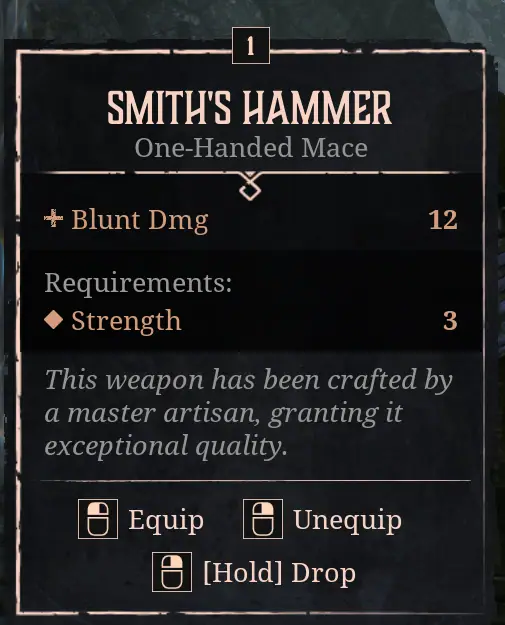 1
SMITH'S HAMMER
One-Handed Mace
Blunt Dmg 12
Requirements:
Strength 3
This weapon has been crafted by
a master artisan, granting it
exceptional quality.
Equip Unequip
[Hold] Drop